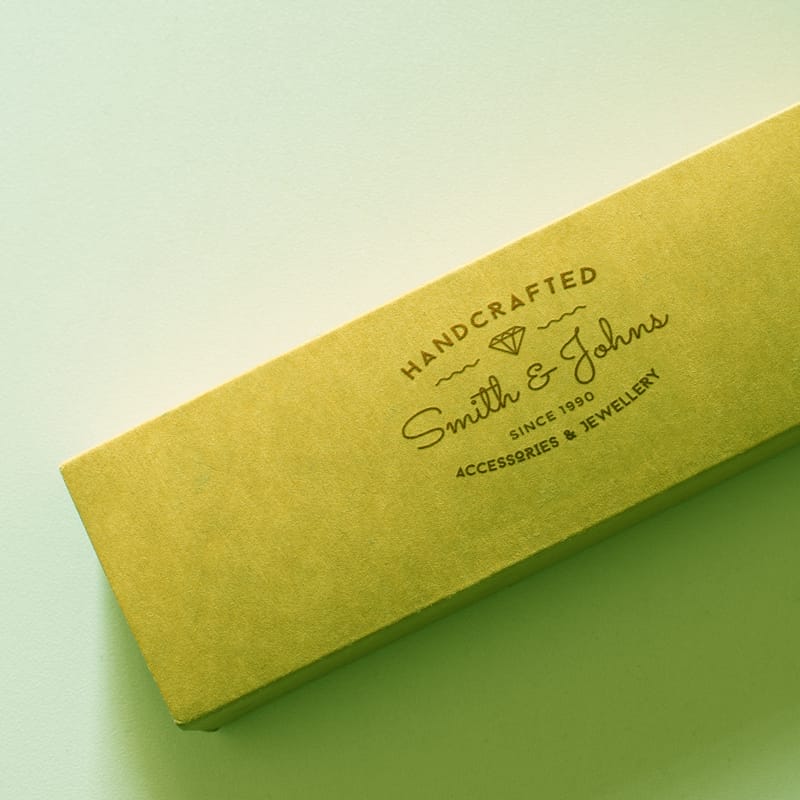 HANDCRAFTED
Smith & Johns
SINCE 1990
ACCESSORIES & JEWELLERY